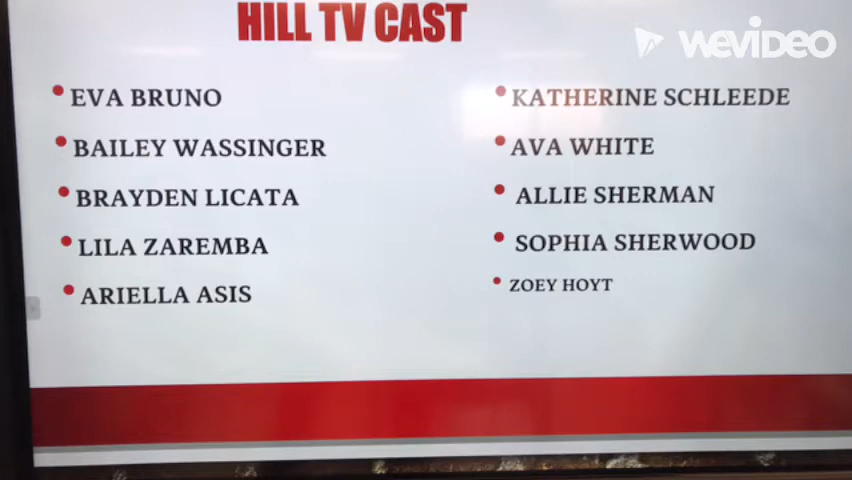 HILL TV CAST
WEVIDEO
EVA BRUNO
BAILEY WASSINGER
BRAYDEN LICATA
LILA ZAREMBA
ARIELLA ASIS
KATHERINE SCHLEEDE
AVA WHITE
ALLIE SHERMAN
SOPHIA SHERWOOD
ZOEY HOYT